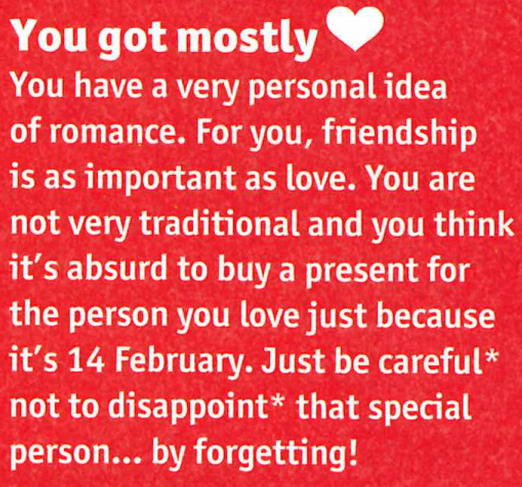 You got mostly
You have a very personal idea
of romance. For you, friendship
is as important as love. You are
not very traditional and you think
it's absurd to buy a present for
the person you love just because
it's 14 February. Just be careful*
not to disappoint* that special
person... by forgetting!